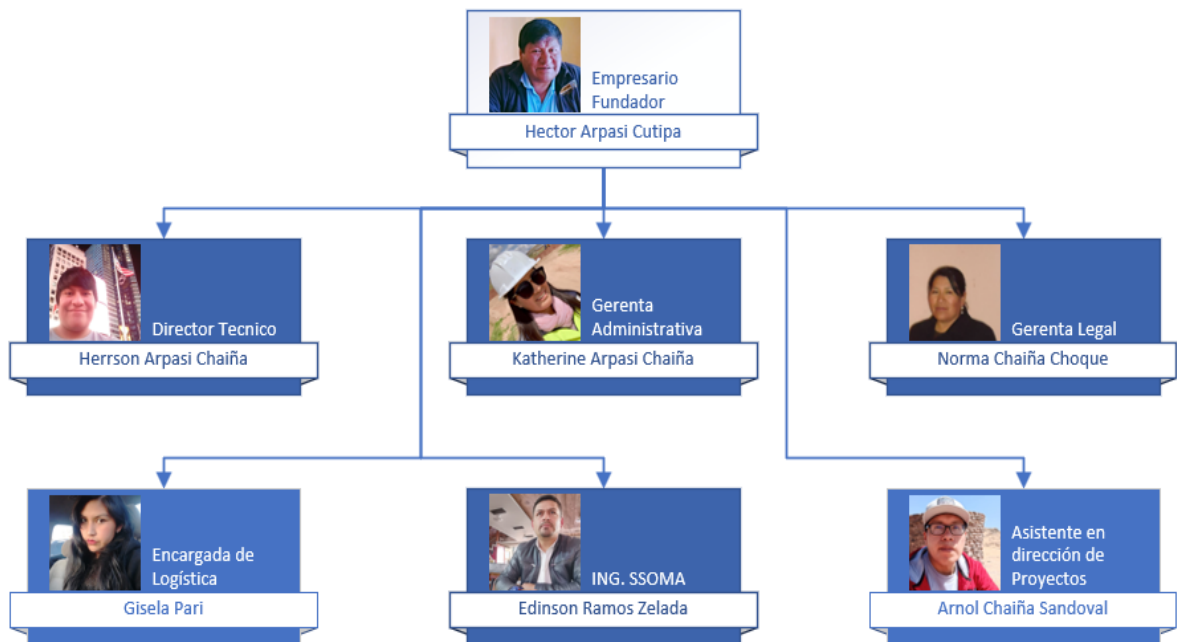 Empresario
Fundador
Hector Arpasi Cutipa
Director Tecnico
Herrson Arpasi Chaiña
Gerenta
Administrativa
Katherine Arpasi Chaiña
Gerenta Legal
Norma Chaiña Choque
Encargada de
Logística
Gisela Pari
ING. SSOMA
Edinson Ramos Zelada
Asistente en
dirección de
Proyectos
Arnol Chaiña Sandoval